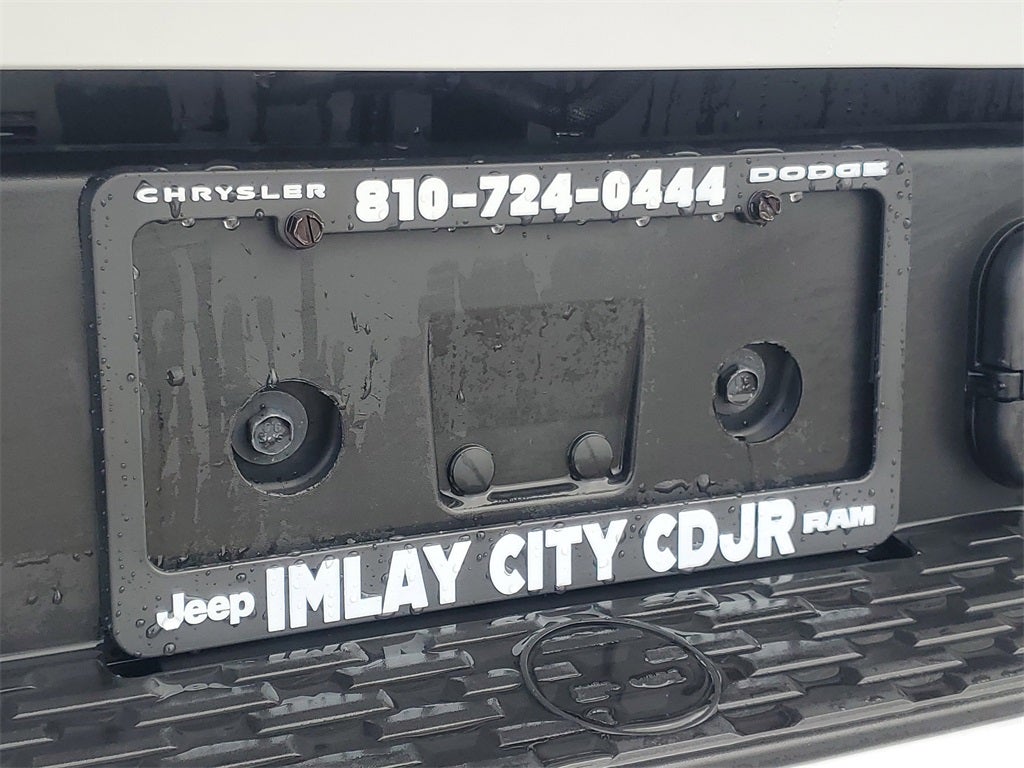 CHRYSLER 810-724-0444 DODGE
Jeep IMLAY CITY CDJR RAM